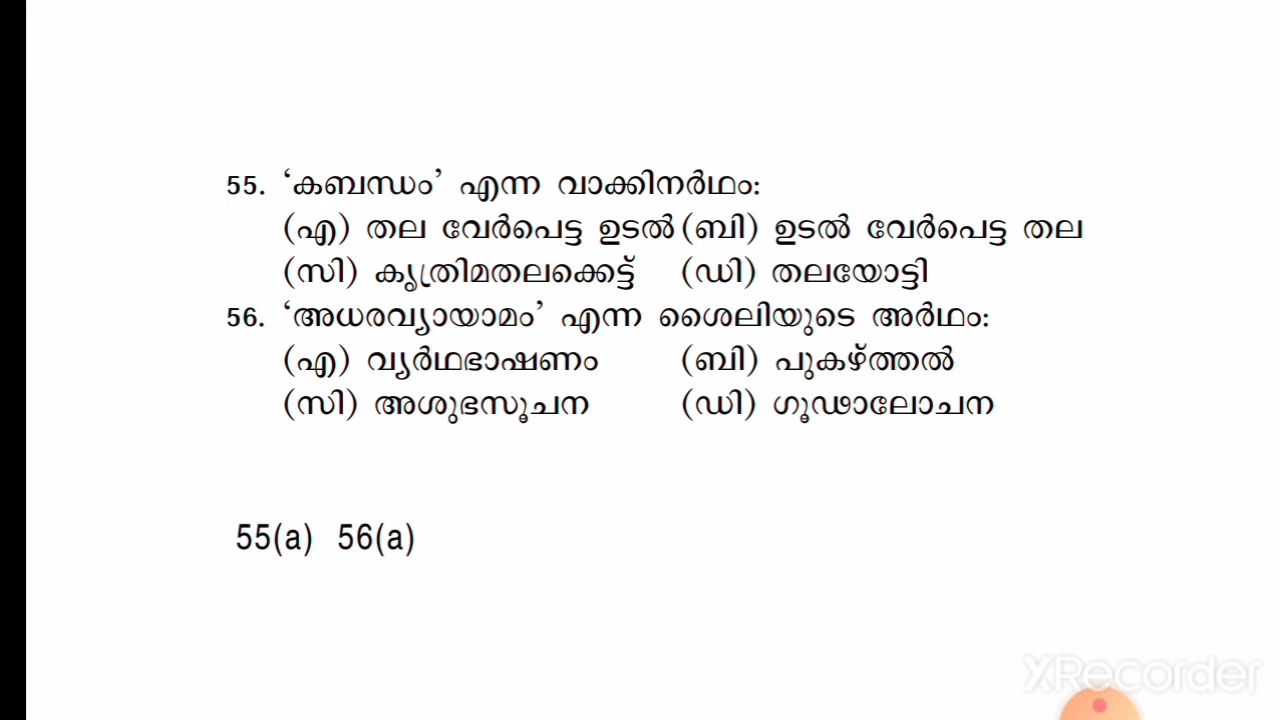 55. ‘കബന്ധം’ എന്ന വാക്കിനർഥം:
(എ) തല വേർപെട്ട ഉടൽ (ബി) ഉടൽ വേർപെട്ട തല
(സി) കൃത്രിമതലക്കെട്ട് (ഡി) തലയോട്ടി
56. ‘അധരവ്യായാമം’ എന്ന ശൈലിയുടെ അർഥം:
(എ) വ്യർഥഭാഷണം (ബി) പുകഴ്ത്തൽ
(സി) അശുഭസൂചന (ഡി) ഗൂഢാലോചന
55(a) 56(a)
XRecorder